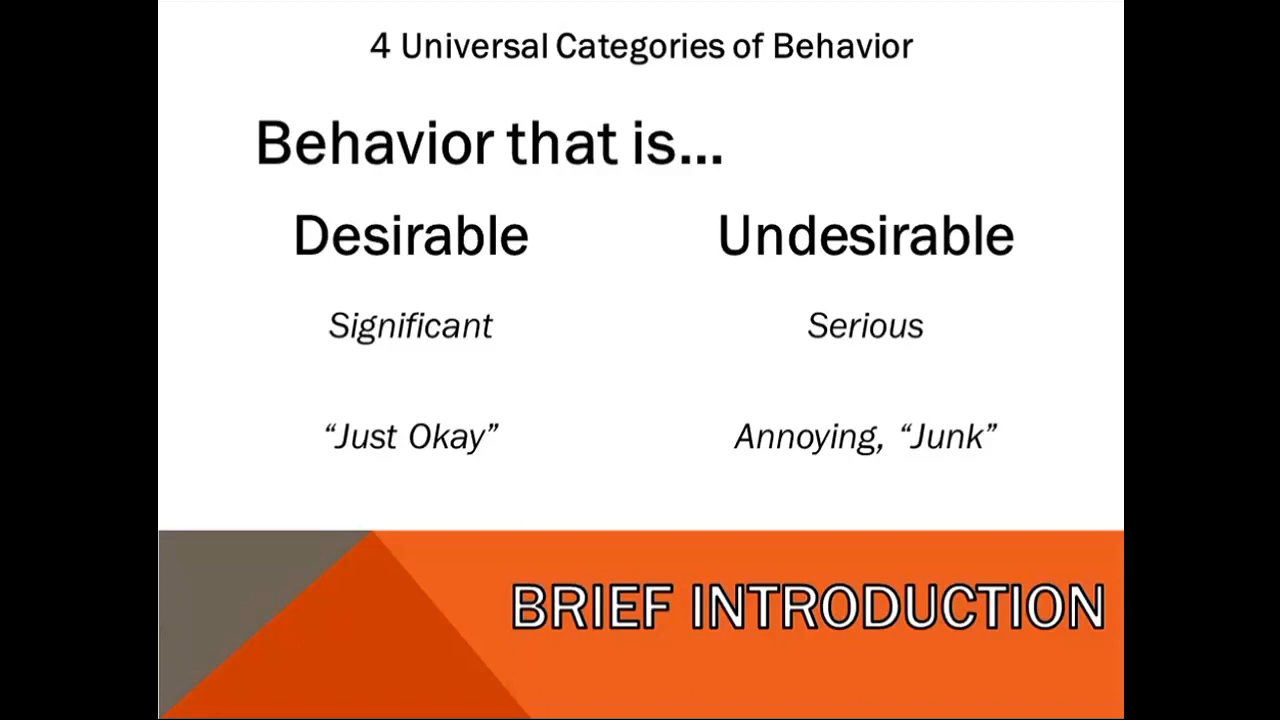 4 Universal Categories of Behavior
Behavior that is...
Desirable
Undesirable
Significant
Serious
“Just Okay”
Annoying, “Junk”
BRIEF INTRODUCTION